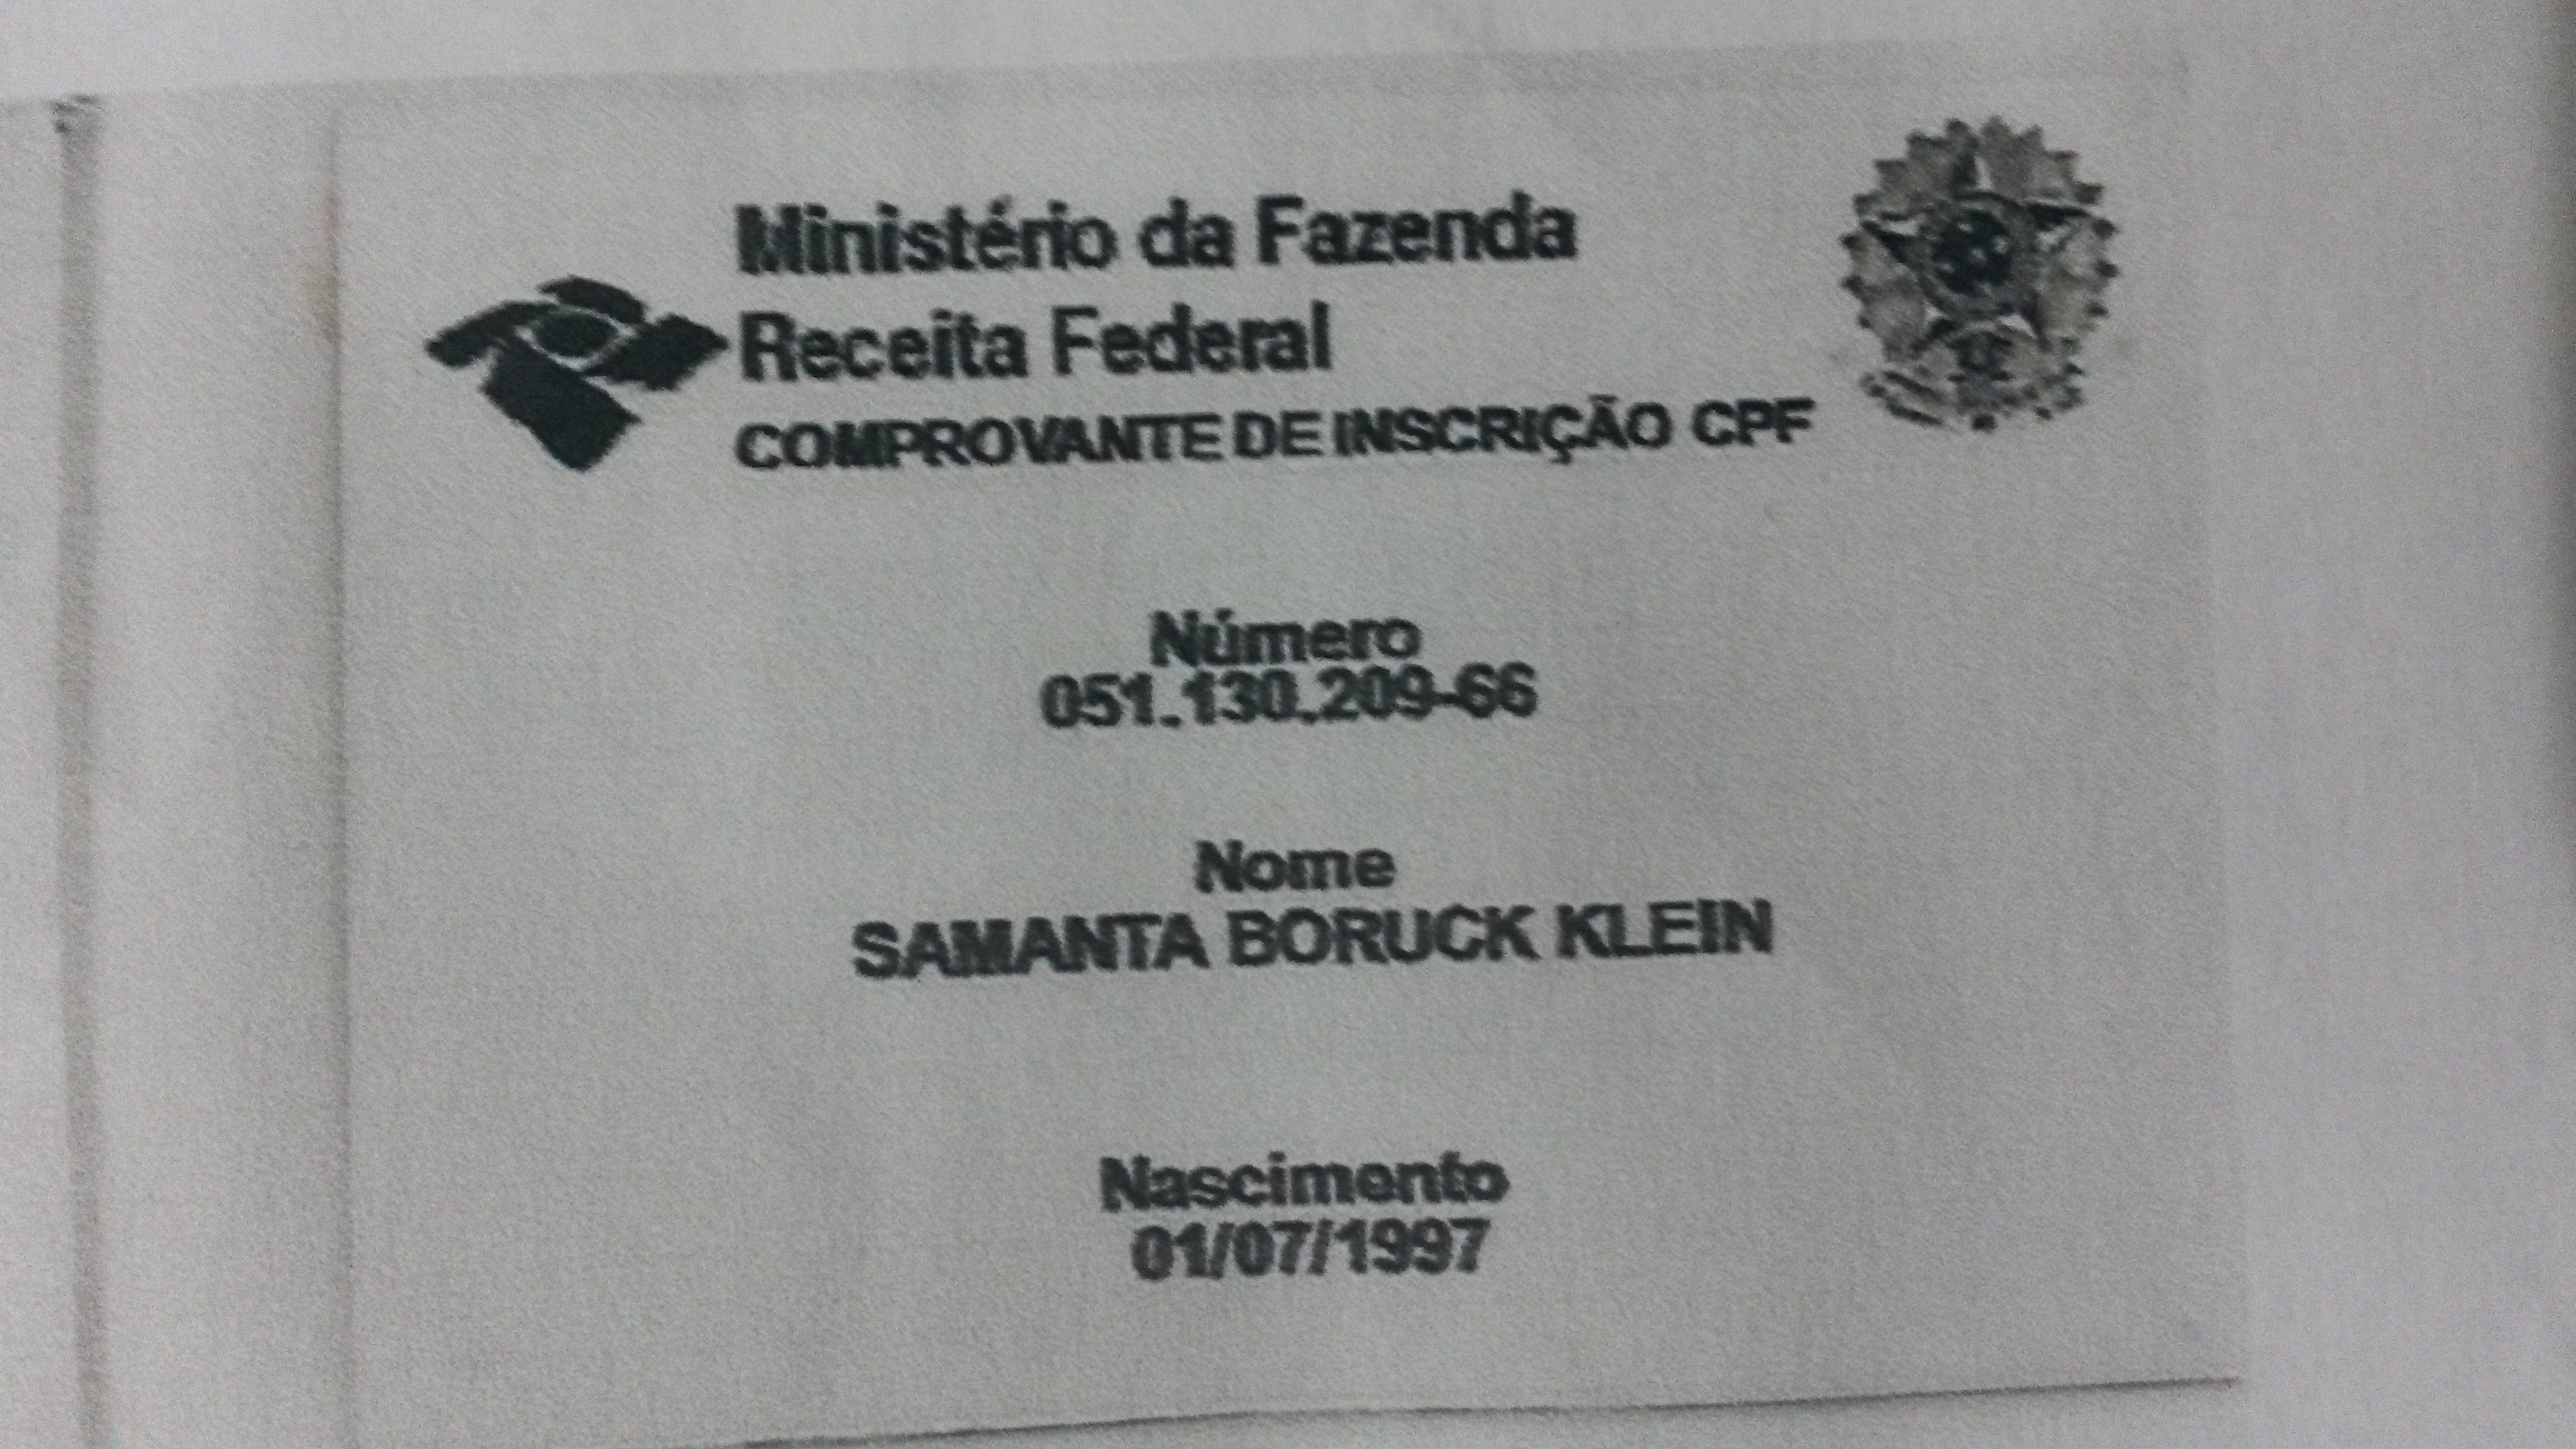 Ministério da Fazenda
Receita Federal
COMPROVANTE DE INSCRIÇÃO CPF
Número
051.130.209-66
Nome
SAMANTA BORUCK KLEIN
Nascimento
01/07/1997